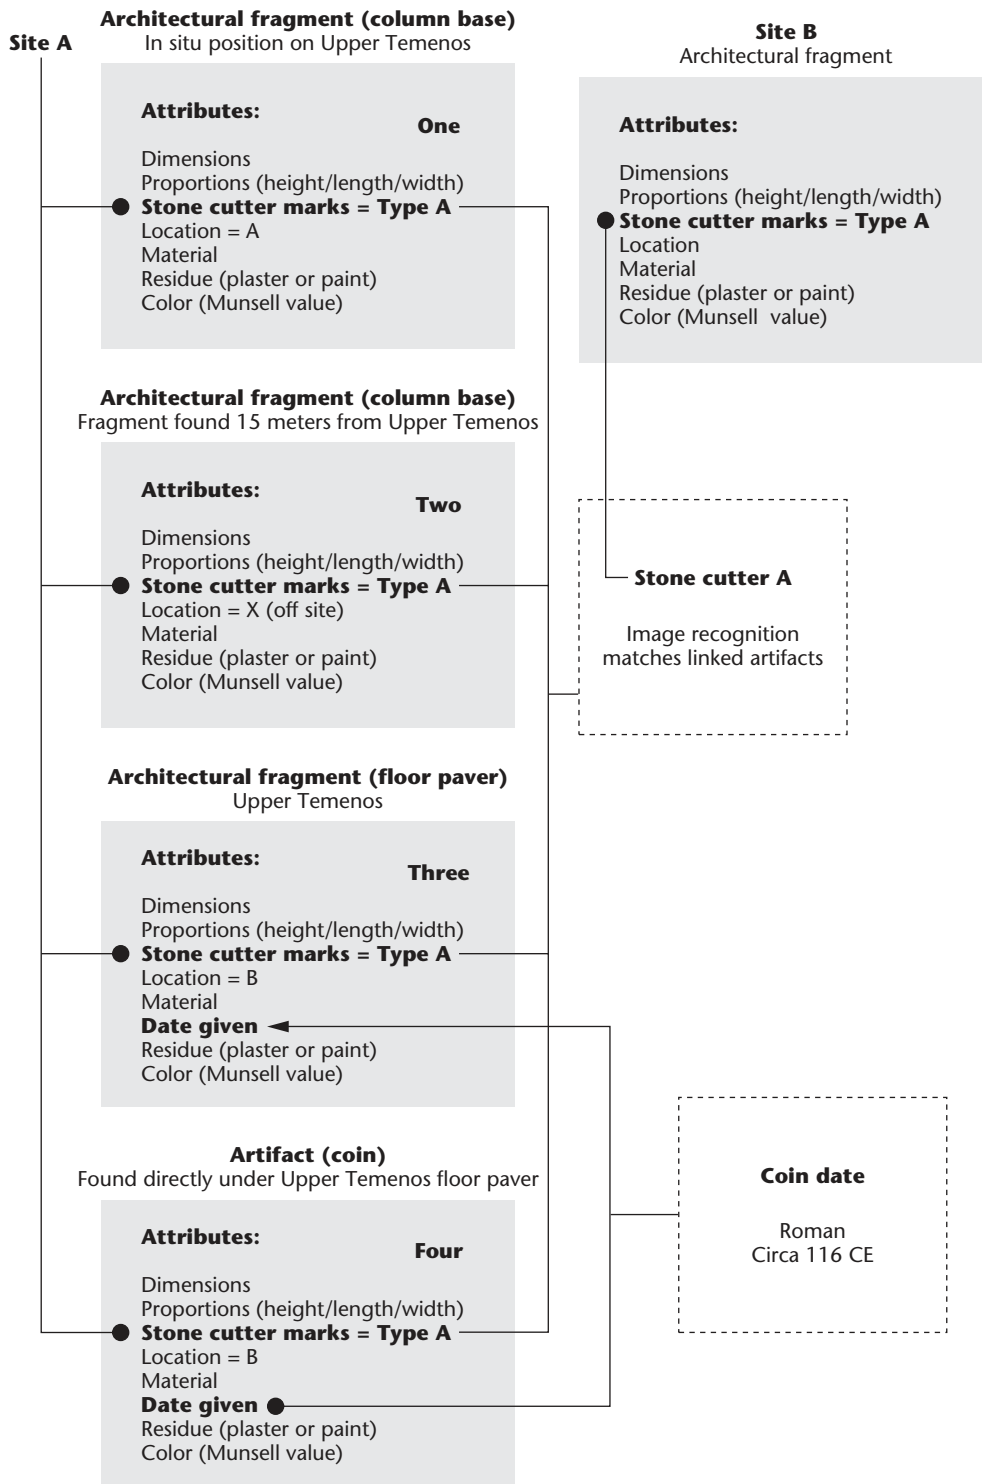 Site A
Architectural fragment (column base)
In situ position on Upper Temenos
Attributes:
One
Dimensions
Proportions (height/length/width)
Stone cutter marks = Type A
Location = A
Material
Residue (plaster or paint)
Color (Munsell value)
Site B
Architectural fragment
Attributes:
Dimensions
Proportions (height/length/width)
Stone cutter marks = Type A
Location
Material
Residue (plaster or paint)
Color (Munsell value)
Architectural fragment (column base)
Fragment found 15 meters from Upper Temenos
Attributes:
Two
Dimensions
Proportions (height/length/width)
Stone cutter marks = Type A
Location = X (off site)
Material
Residue (plaster or paint)
Color (Munsell value)
Stone cutter A
Image recognition
matches linked artifacts
Architectural fragment (floor paver)
Upper Temenos
Attributes:
Three
Dimensions
Proportions (height/length/width)
Stone cutter marks = Type A
Location = B
Material
Date given
Residue (plaster or paint)
Color (Munsell value)
Artifact (coin)
Found directly under Upper Temenos floor paver
Attributes:
Four
Dimensions
Proportions (height/length/width)
Stone cutter marks = Type A
Location = B
Material
Date given
Residue (plaster or paint)
Color (Munsell value)
Coin date
Roman
Circa 116 CE